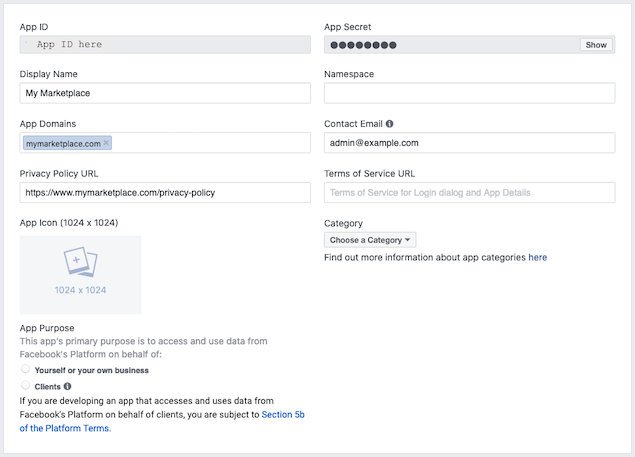 App ID
App ID here
App Secret
Show
Display Name
My Marketplace
Namespace
App Domains
mymarketplace.com ×
Contact Email
admin@example.com
Privacy Policy URL
https://www.mymarketplace.com/privacy-policy
Terms of Service URL
Terms of Service for Login dialog and App Details
App Icon (1024 x 1024)
1024 x 1024
Category
Choose a Category
Find out more information about app categories here
App Purpose
This app's primary purpose is to access and use data from
Facebook's Platform on behalf of:
Yourself or your own business
Clients
If you are developing an app that accesses and uses data from
Facebook's Platform on behalf of clients, you are subject to Section 5b
of the Platform Terms.